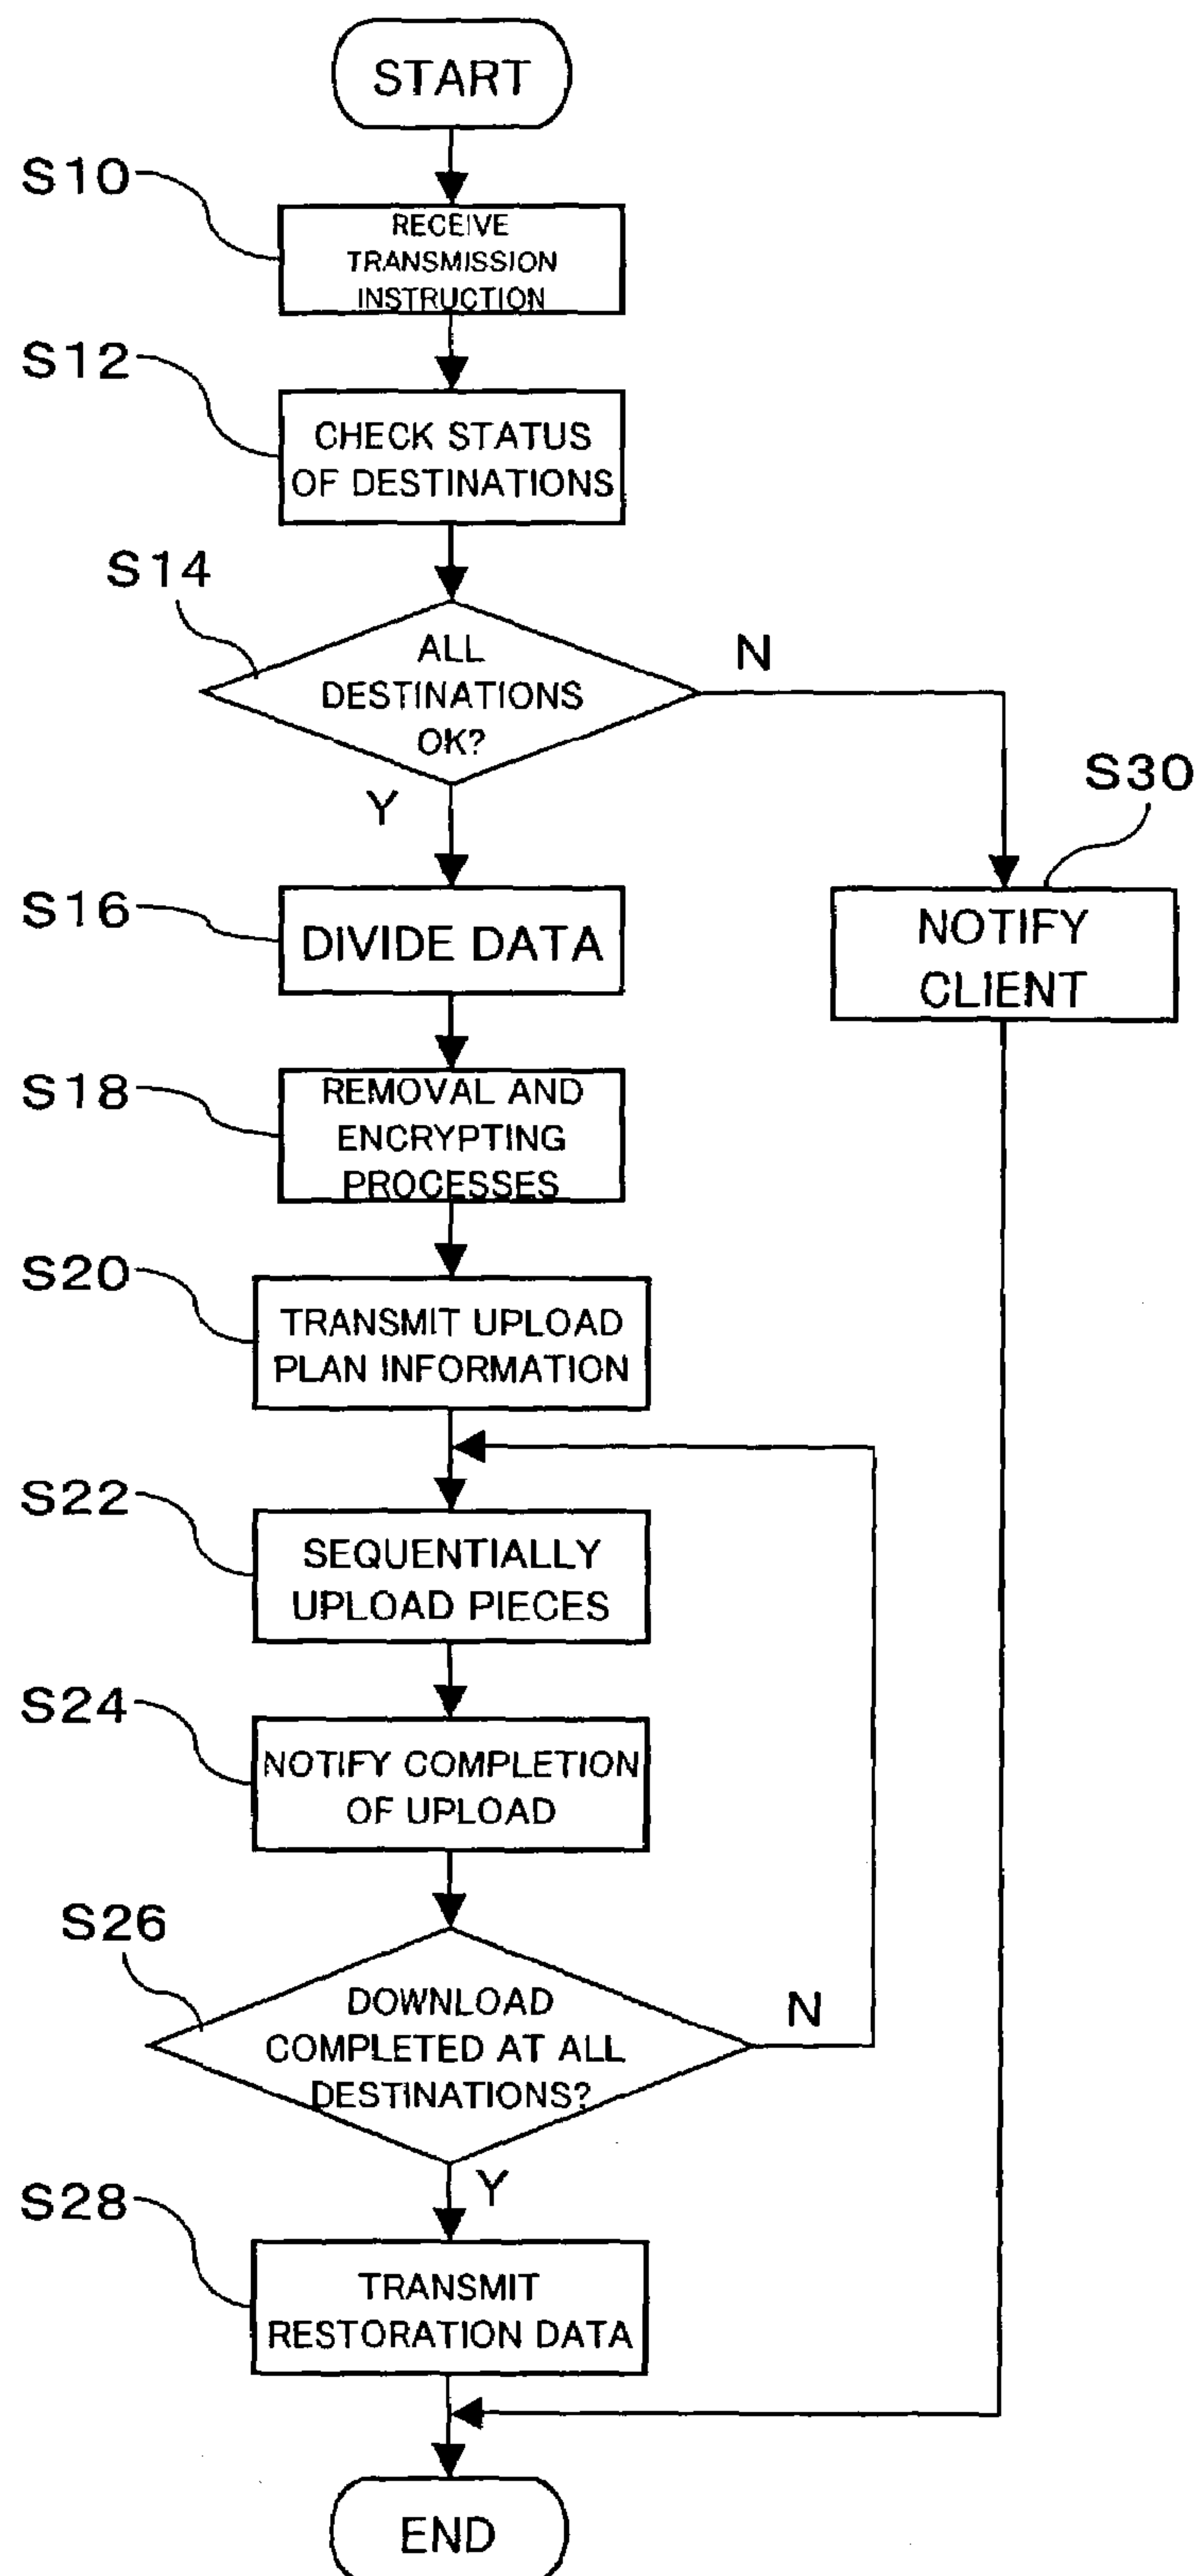 START
S10
RECEIVE
TRANSMISSION
INSTRUCTION
S12
CHECK STATUS
OF DESTINATIONS
S14
ALL
DESTINATIONS
OK?
N
Y
S30
NOTIFY
CLIENT
S16
DIVIDE DATA
S18
REMOVAL AND
ENCRYPTING
PROCESSES
S20
TRANSMIT UPLOAD
PLAN INFORMATION
S22
SEQUENTIALLY
UPLOAD PIECES
S24
NOTIFY COMPLETION
OF UPLOAD
S26
DOWNLOAD
COMPLETED AT ALL
DESTINATIONS?
N
Y
S28
TRANSMIT
RESTORATION DATA
END